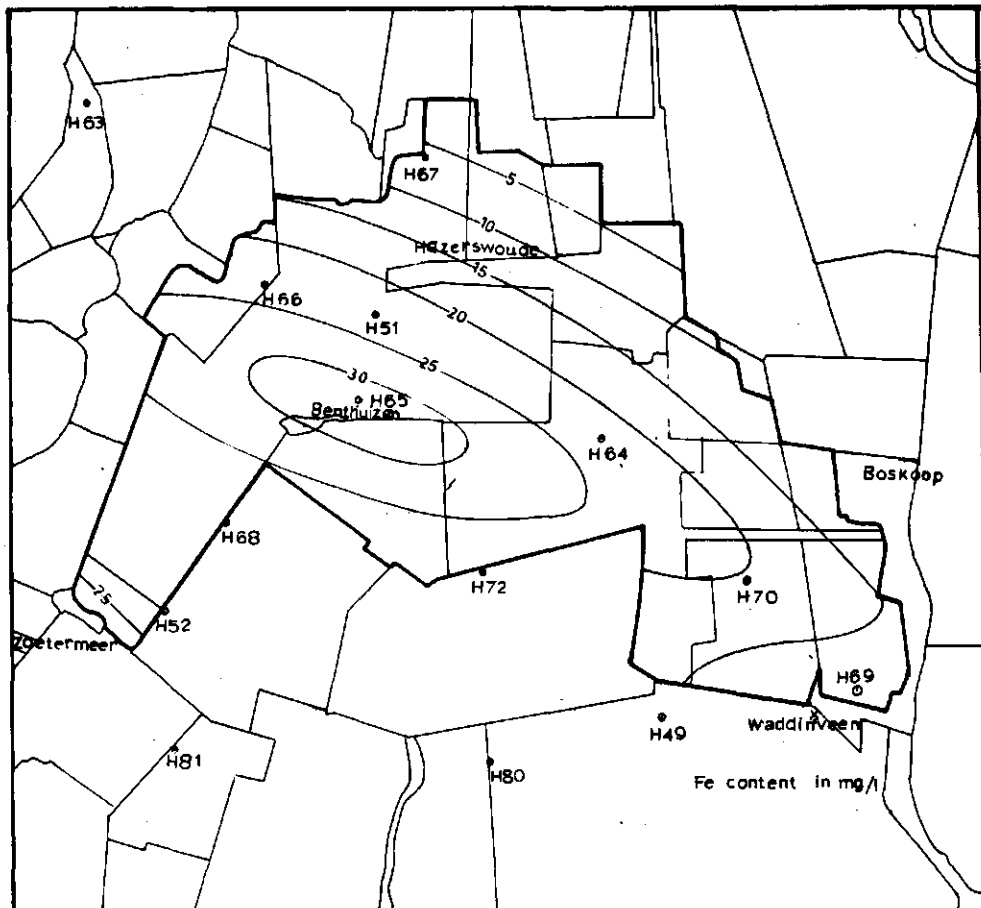 H63
H67
5
10
Hazerswoude
15
H66
20
H51
25
30
H65
Benthuizen
H64
Boskoop
H68
H72
H70
25
H52
Zoetermeer
H69
Waddinveen
H49
H81
H80
Fe content in mg/l